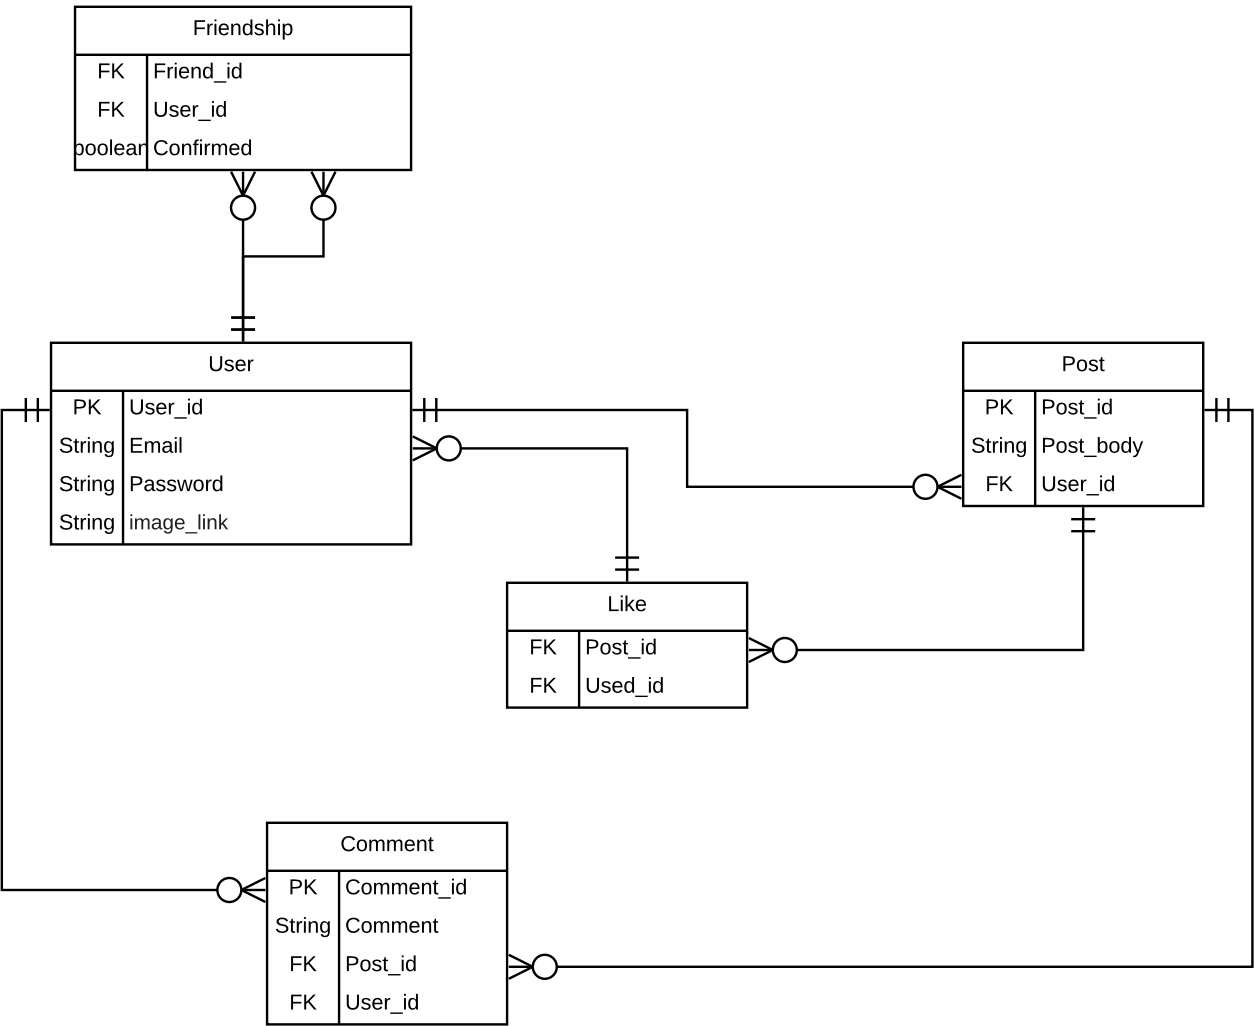 Friendship
FK Friend_id
FK User_id
boolean Confirmed
User
PK User_id
String Email
String Password
String image_link
Post
PK Post_id
String Post_body
FK User_id
Like
FK Post_id
FK Used_id
Comment
PK Comment_id
String Comment
FK Post_id
FK User_id